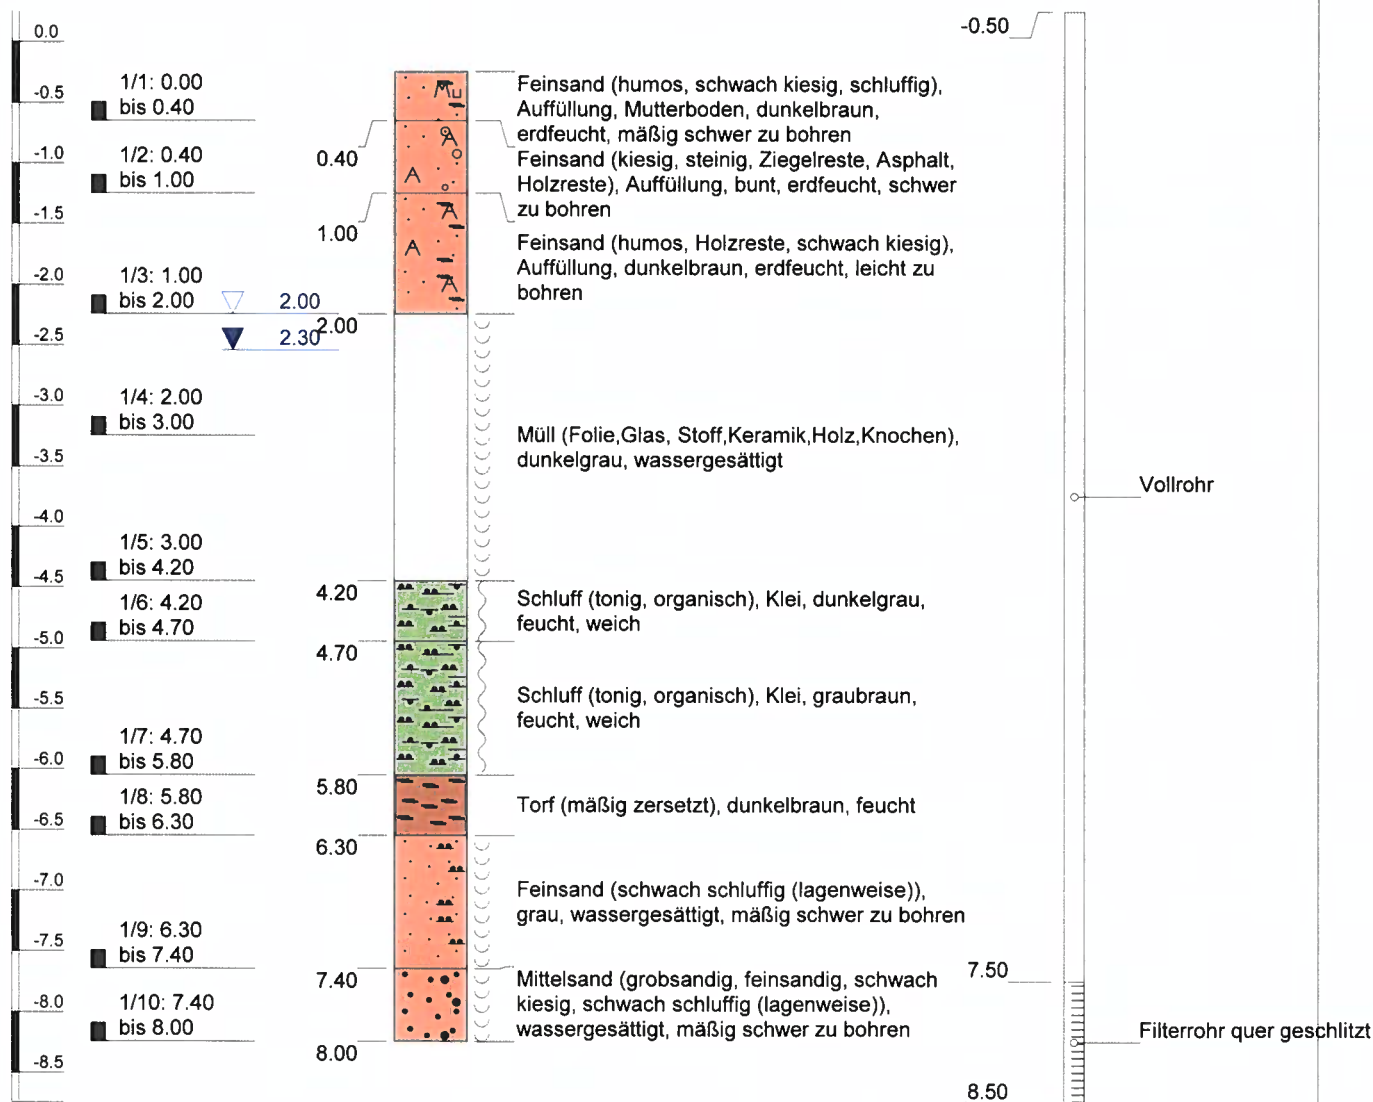 0.0
-0.5
-1.0
-1.5
-2.0
-2.5
-3.0
-3.5
-4.0
-4.5
-5.0
-5.5
-6.0
-6.5
-7.0
-7.5
-8.0
-8.5
1/1: 0.00
bis 0.40
1/2: 0.40
bis 1.00
1/3: 1.00
bis 2.00
1/4: 2.00
bis 3.00
1/5: 3.00
bis 4.20
1/6: 4.20
bis 4.70
1/7: 4.70
bis 5.80
1/8: 5.80
bis 6.30
1/9: 6.30
bis 7.40
1/10: 7.40
bis 8.00
2.00
2.30
0.40
1.00
2.00
4.20
4.70
5.80
6.30
7.40
8.00
Mu
A
A
A
A
A
Feinsand (humos, schwach kiesig, schluffig),
Auffüllung, Mutterboden, dunkelbraun,
erdfeucht, mäßig schwer zu bohren
Feinsand (kiesig, steinig, Ziegelreste, Asphalt,
Holzreste), Auffüllung, bunt, erdfeucht, schwer
zu bohren
Feinsand (humos, Holzreste, schwach kiesig),
Auffüllung, dunkelbraun, erdfeucht, leicht zu
bohren
Müll (Folie,Glas, Stoff,Keramik,Holz,Knochen),
dunkelgrau, wassergesättigt
Schluff (tonig, organisch), Klei, dunkelgrau,
feucht, weich
Schluff (tonig, organisch), Klei, graubraun,
feucht, weich
Torf (mäßig zersetzt), dunkelbraun, feucht
Feinsand (schwach schluffig (lagenweise)),
grau, wassergesättigt, mäßig schwer zu bohren
Mittelsand (grobsandig, feinsandig, schwach
kiesig, schwach schluffig (lagenweise)),
wassergesättigt, mäßig schwer zu bohren
-0.50
7.50
8.50
Vollrohr
Filterrohr quer geschlitzt